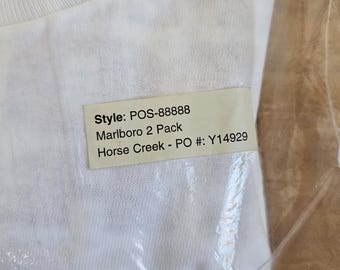 Style: POS-88888
Marlboro 2 Pack
Horse Creek - PO #: Y14929